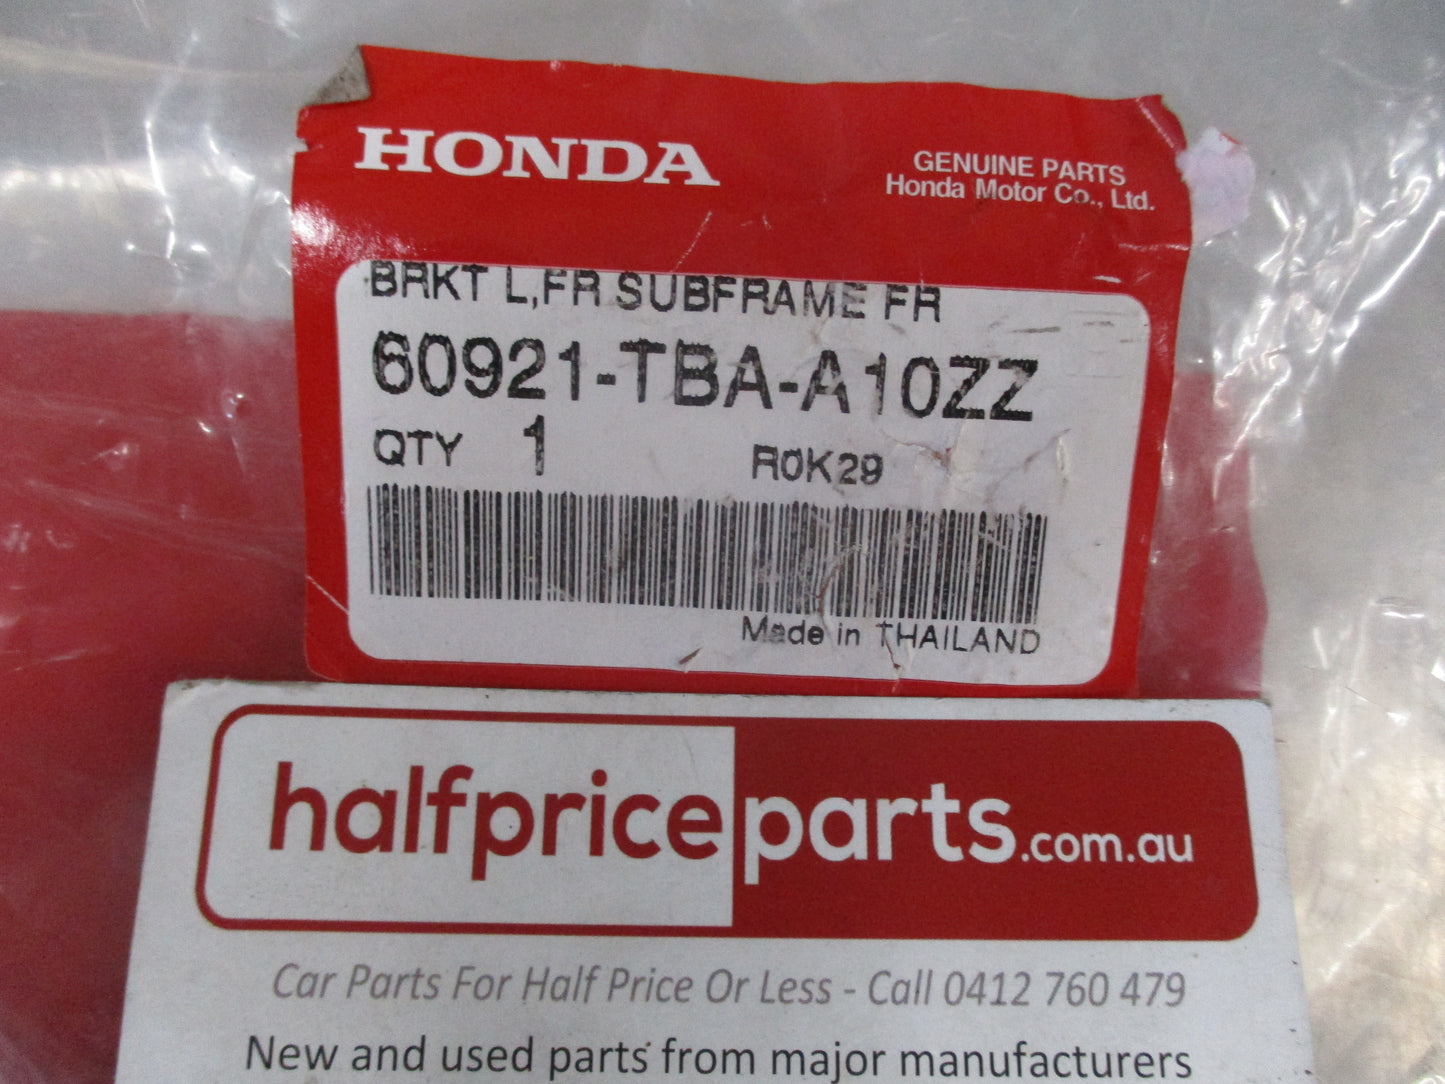 HONDA
GENUINE PARTS
Honda Motor Co., Ltd.
BRKT L,FR SUBFRAME FR
60921-TBA-A10ZZ
QTY 1 R0K29
Made in THAILAND
halfpriceparts.com.au
Car Parts For Half Price Or Less - Call 0412 760 479
New and used parts from major manufacturers